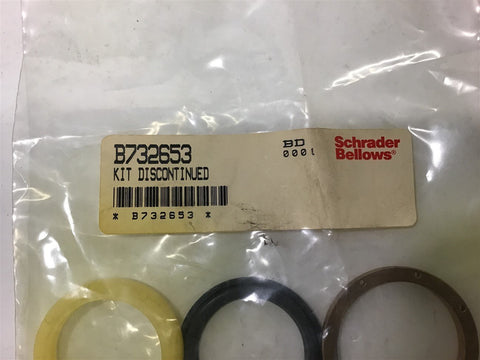 B732653
KIT DISCONTINUED
* B732653 *
BD
0001
Schrader
Bellows®